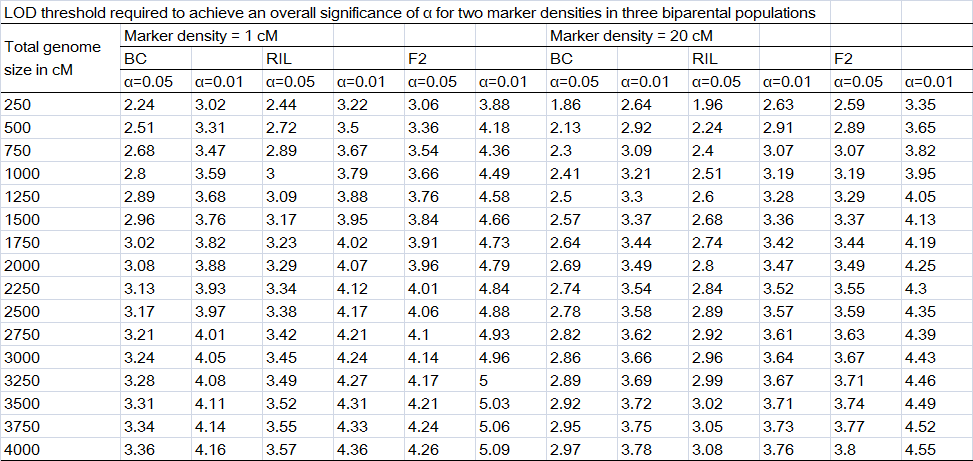 LOD threshold required to achieve an overall significance of α for two marker densities in three biparental populations
Total genome size in cM Marker density = 1 cM Marker density = 20 cM
BC RIL F2 BC RIL F2
α=0.05 α=0.01 α=0.05 α=0.01 α=0.05 α=0.01 α=0.05 α=0.01 α=0.05 α=0.01 α=0.05 α=0.01
250 2.24 3.02 2.44 3.22 3.06 3.88 1.86 2.64 1.96 2.63 2.59 3.35
500 2.51 3.31 2.72 3.5 3.36 4.18 2.13 2.92 2.24 2.91 2.89 3.65
750 2.68 3.47 2.89 3.67 3.54 4.36 2.3 3.09 2.4 3.07 3.07 3.82
1000 2.8 3.59 3 3.79 3.66 4.49 2.41 3.21 2.51 3.19 3.19 3.95
1250 2.89 3.68 3.09 3.88 3.76 4.58 2.5 3.3 2.6 3.28 3.29 4.05
1500 2.96 3.76 3.17 3.95 3.84 4.66 2.57 3.37 2.68 3.36 3.37 4.13
1750 3.02 3.82 3.23 4.02 3.91 4.73 2.64 3.44 2.74 3.42 3.44 4.19
2000 3.08 3.88 3.29 4.07 3.96 4.79 2.69 3.49 2.8 3.47 3.49 4.25
2250 3.13 3.93 3.34 4.12 4.01 4.84 2.74 3.54 2.84 3.52 3.55 4.3
2500 3.17 3.97 3.38 4.17 4.06 4.88 2.78 3.58 2.89 3.57 3.59 4.35
2750 3.21 4.01 3.42 4.21 4.1 4.93 2.82 3.62 2.92 3.61 3.63 4.39
3000 3.24 4.05 3.45 4.24 4.14 4.96 2.86 3.66 2.96 3.64 3.67 4.43
3250 3.28 4.08 3.49 4.27 4.17 5 2.89 3.69 2.99 3.67 3.71 4.46
3500 3.31 4.11 3.52 4.31 4.21 5.03 2.92 3.72 3.02 3.71 3.74 4.49
3750 3.34 4.14 3.55 4.33 4.24 5.06 2.95 3.75 3.05 3.73 3.77 4.52
4000 3.36 4.16 3.57 4.36 4.26 5.09 2.97 3.78 3.08 3.76 3.8 4.55